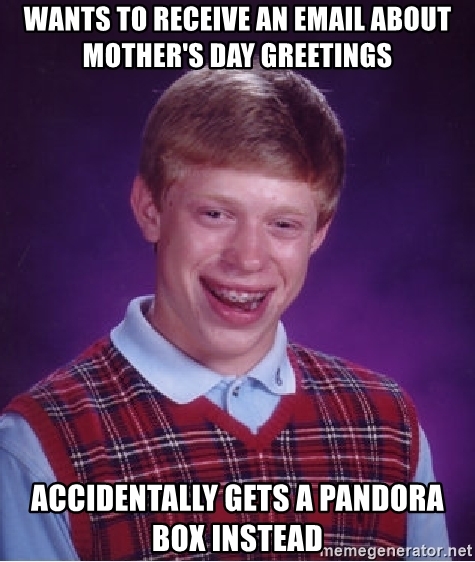 WANTS TO RECEIVE AN EMAIL ABOUT
MOTHER'S DAY GREETINGS
ACCIDENTALLY GETS A PANDORA
BOX INSTEAD
memegenerator.net